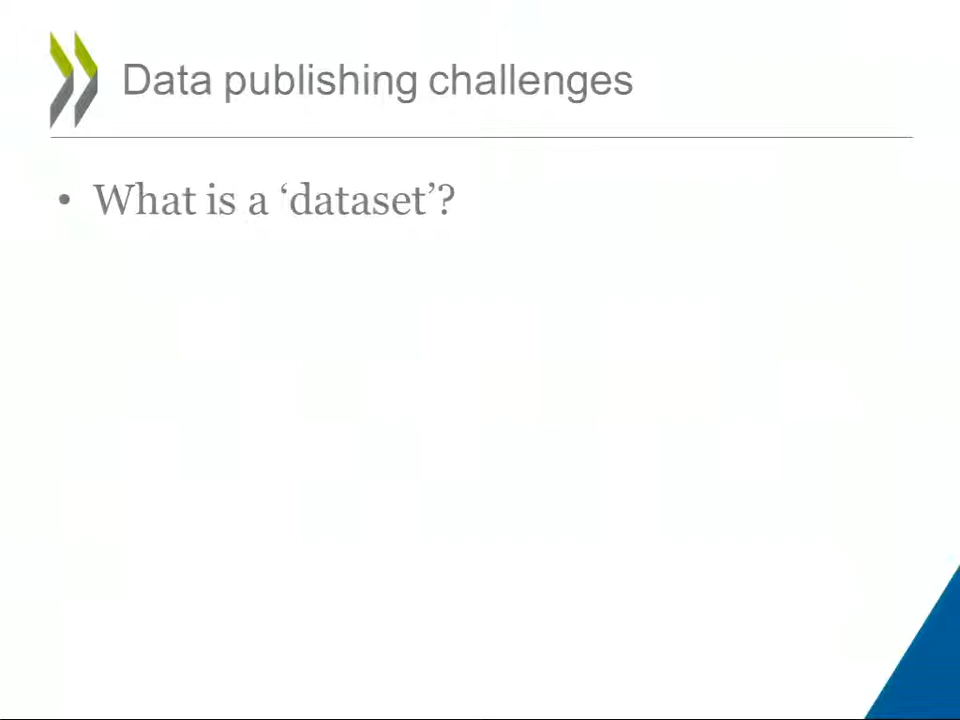 Data publishing challenges
• What is a ‘dataset’?